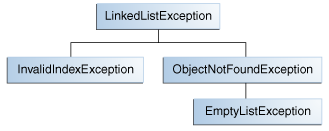 LinkedListException
InvalidIndexException
ObjectNotFoundException
EmptyListException